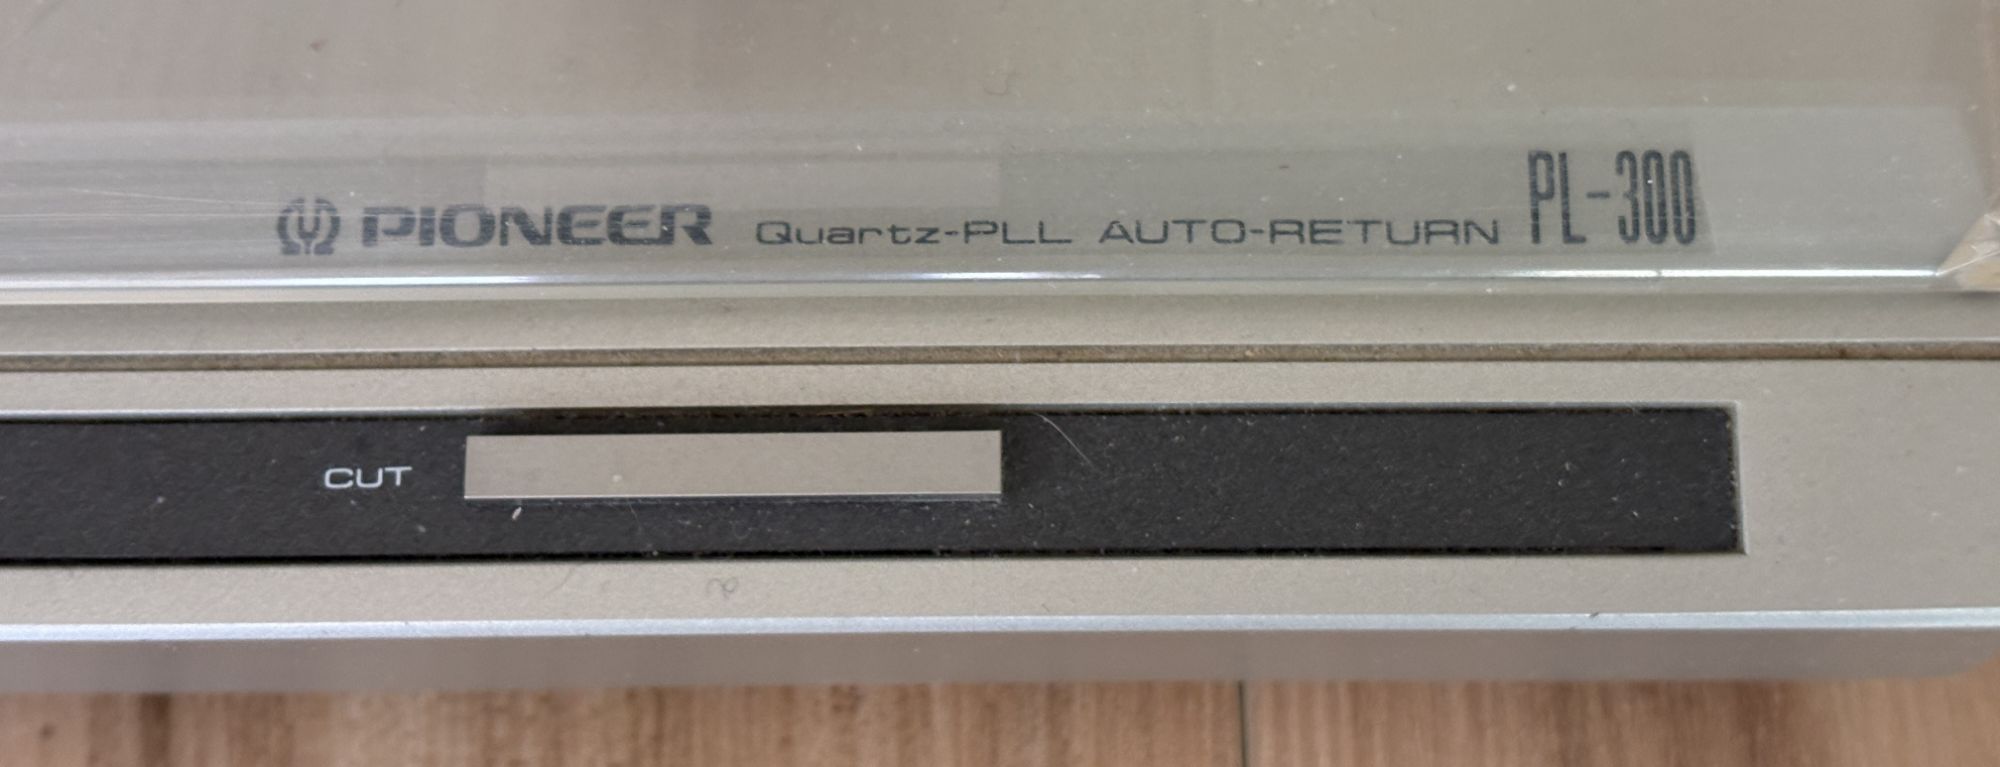 PIONEER Quartz-PLL AUTO-RETURN PL-300
CUT